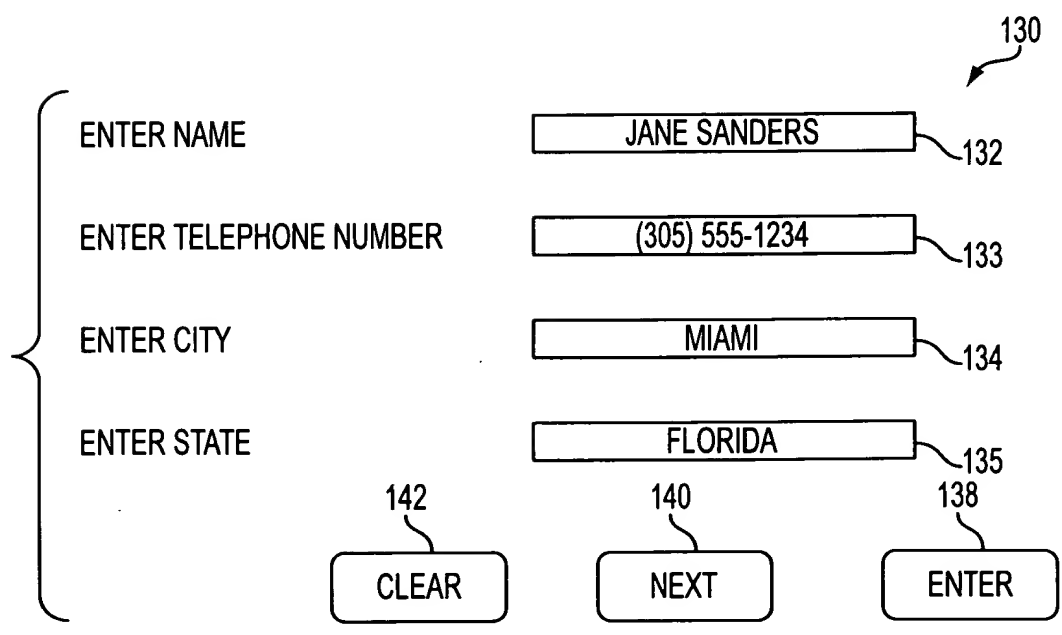 130
ENTER NAME JANE SANDERS 132
ENTER TELEPHONE NUMBER (305) 555-1234 133
ENTER CITY MIAMI 134
ENTER STATE FLORIDA 135
142 140 138
CLEAR NEXT ENTER